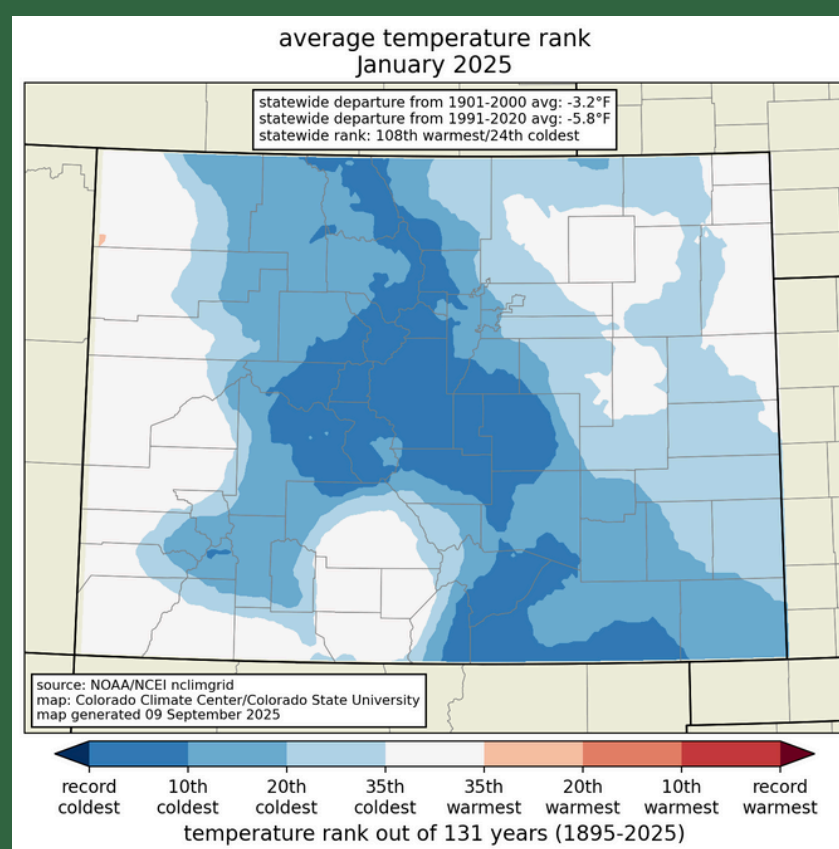 average temperature rank
January 2025
statewide departure from 1901-2000 avg: -3.2°F
statewide departure from 1991-2020 avg: -5.8°F
statewide rank: 108th warmest/24th coldest
source: NOAA/NCEI nclimgrid
map: Colorado Climate Center/Colorado State University
map generated 09 September 2025
record coldest
10th coldest
20th coldest
35th coldest
35th warmest
20th warmest
10th warmest
record warmest
temperature rank out of 131 years (1895-2025)